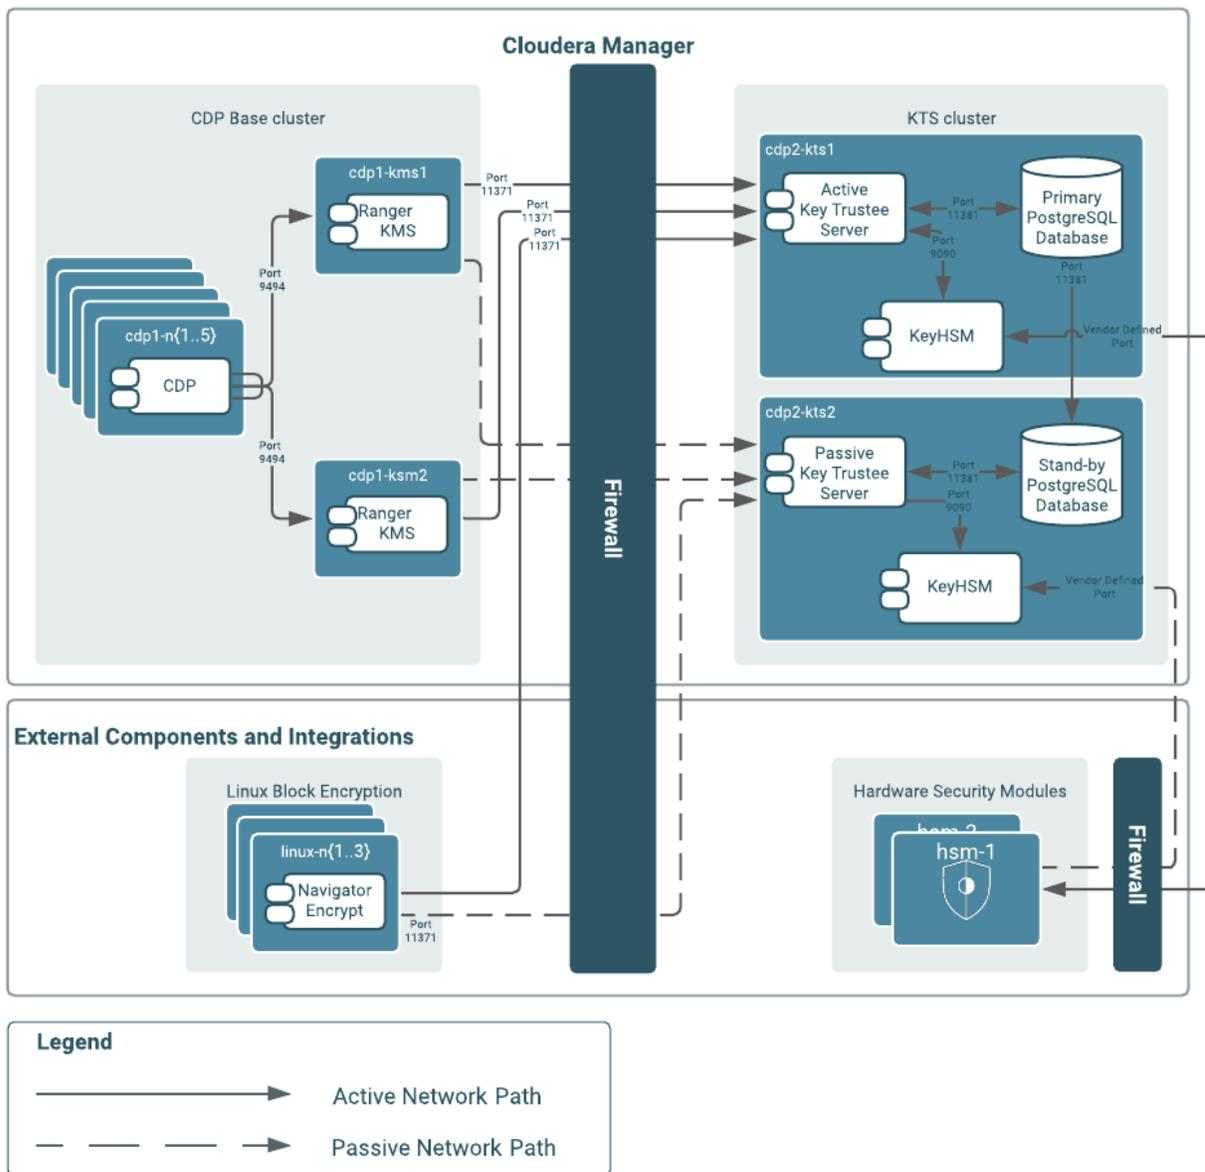 Cloudera Manager
CDP Base cluster
KTS cluster
cdp1-kms1
Ranger
KMS
Port
11371
Port
11371
Port
11371
cdp2-kts1
Active
Key Trustee
Server
Port
11381
Primary
PostgreSQL
Database
Port
9090
Port
11381
Port
9494
KeyHSM
Vendor Defined
Port
cdp1-n{1..5}
CDP
Port
9494
cdp1-ksm2
Ranger
KMS
Firewall
cdp2-kts2
Passive
Key Trustee
Server
Port
11381
Stand-by
PostgreSQL
Database
Port
9090
KeyHSM
Vendor Defined
Port
External Components and Integrations
Linux Block Encryption
linux-n{1..3}
Navigator
Encrypt
Port
11371
Hardware Security Modules
hsm-2
hsm-1
Firewall
Legend
Active Network Path
Passive Network Path